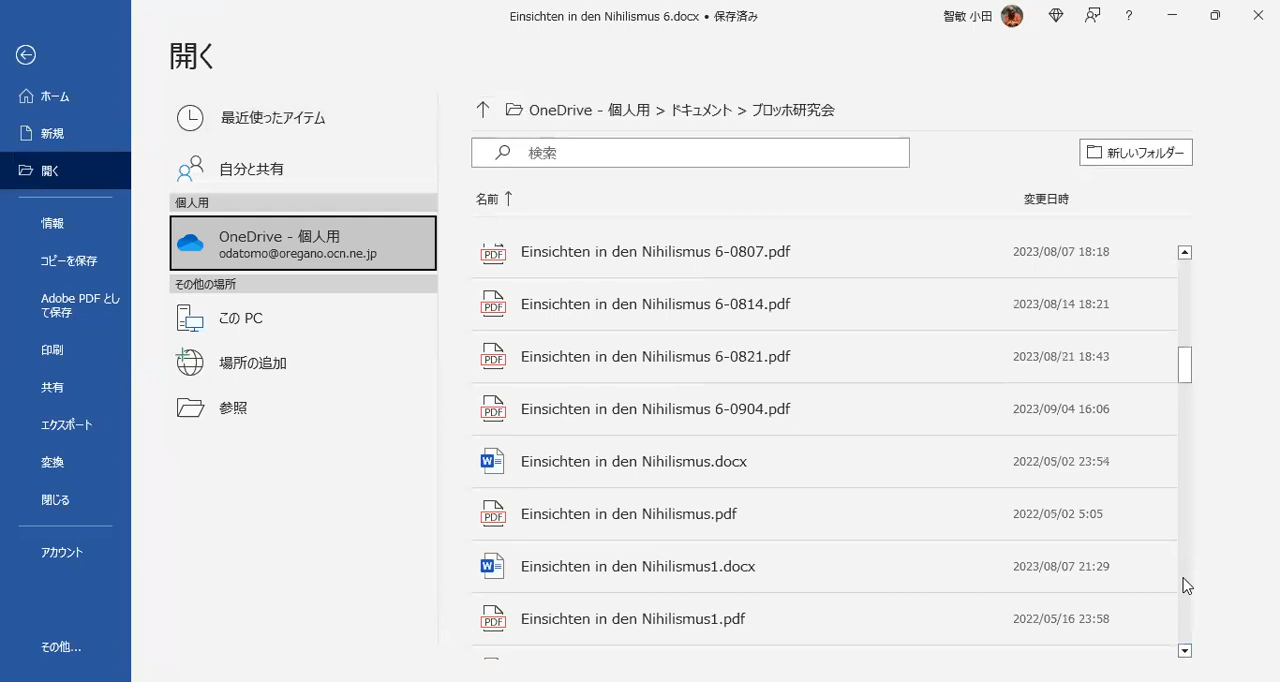 Einsichten in den Nihilismus 6.docx • 保存済み
智敏 小田
?
開く
ホーム
新規
開く
情報
コピーを保存
Adobe PDF とし
て保存
印刷
共有
エクスポート
変換
閉じる
アカウント
その他...
最近使ったアイテム
自分と共有
個人用
OneDrive - 個人用
odatomo@oregano.ocn.ne.jp
その他の場所
この PC
場所の追加
参照
OneDrive - 個人用 > ドキュメント > ブロッホ研究会
検索
新しいフォルダー
名前 ↑ 変更日時
PDF Einsichten in den Nihilismus 6-0807.pdf 2023/08/07 18:18
PDF Einsichten in den Nihilismus 6-0814.pdf 2023/08/14 18:21
PDF Einsichten in den Nihilismus 6-0821.pdf 2023/08/21 18:43
PDF Einsichten in den Nihilismus 6-0904.pdf 2023/09/04 16:06
W Einsichten in den Nihilismus.docx 2022/05/02 23:54
PDF Einsichten in den Nihilismus.pdf 2022/05/02 5:05
W Einsichten in den Nihilismus1.docx 2023/08/07 21:29
PDF Einsichten in den Nihilismus1.pdf 2022/05/16 23:58